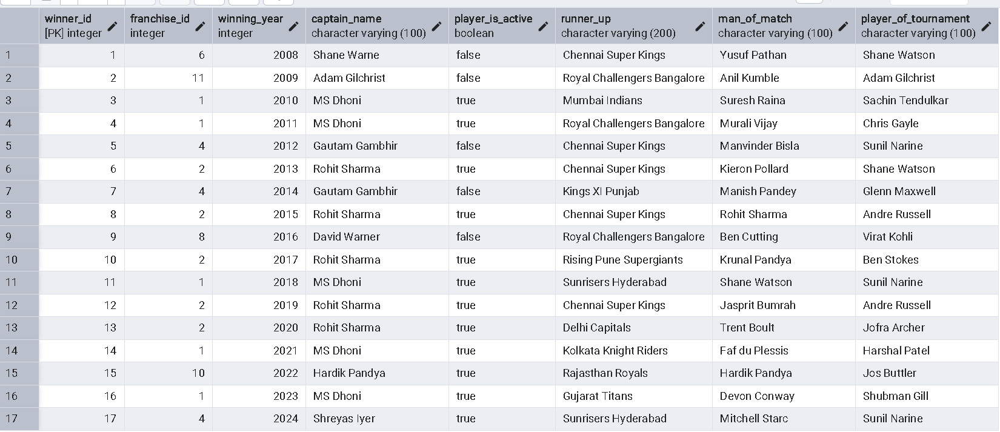 winner_id franchise_id winning_year captain_name player_is_active runner_up man_of_match player_of_tournament
[PK] integer integer integer character varying (100) boolean character varying (200) character varying (100) character varying (100)
1 1 6 2008 Shane Warne false Chennai Super Kings Yusuf Pathan Shane Watson
2 2 11 2009 Adam Gilchrist false Royal Challengers Bangalore Anil Kumble Adam Gilchrist
3 3 1 2010 MS Dhoni true Mumbai Indians Suresh Raina Sachin Tendulkar
4 4 1 2011 MS Dhoni true Royal Challengers Bangalore Murali Vijay Chris Gayle
5 5 4 2012 Gautam Gambhir false Chennai Super Kings Manvinder Bisla Sunil Narine
6 6 2 2013 Rohit Sharma true Chennai Super Kings Kieron Pollard Shane Watson
7 7 4 2014 Gautam Gambhir false Kings XI Punjab Manish Pandey Glenn Maxwell
8 8 2 2015 Rohit Sharma true Chennai Super Kings Rohit Sharma Andre Russell
9 9 8 2016 David Warner false Royal Challengers Bangalore Ben Cutting Virat Kohli
10 10 2 2017 Rohit Sharma true Rising Pune Supergiants Krunal Pandya Ben Stokes
11 11 1 2018 MS Dhoni true Sunrisers Hyderabad Shane Watson Sunil Narine
12 12 2 2019 Rohit Sharma true Chennai Super Kings Jasprit Bumrah Andre Russell
13 13 2 2020 Rohit Sharma true Delhi Capitals Trent Boult Jofra Archer
14 14 1 2021 MS Dhoni true Kolkata Knight Riders Faf du Plessis Harshal Patel
15 15 10 2022 Hardik Pandya true Rajasthan Royals Hardik Pandya Jos Buttler
16 16 1 2023 MS Dhoni true Gujarat Titans Devon Conway Shubman Gill
17 17 4 2024 Shreyas Iyer true Sunrisers Hyderabad Mitchell Starc Sunil Narine